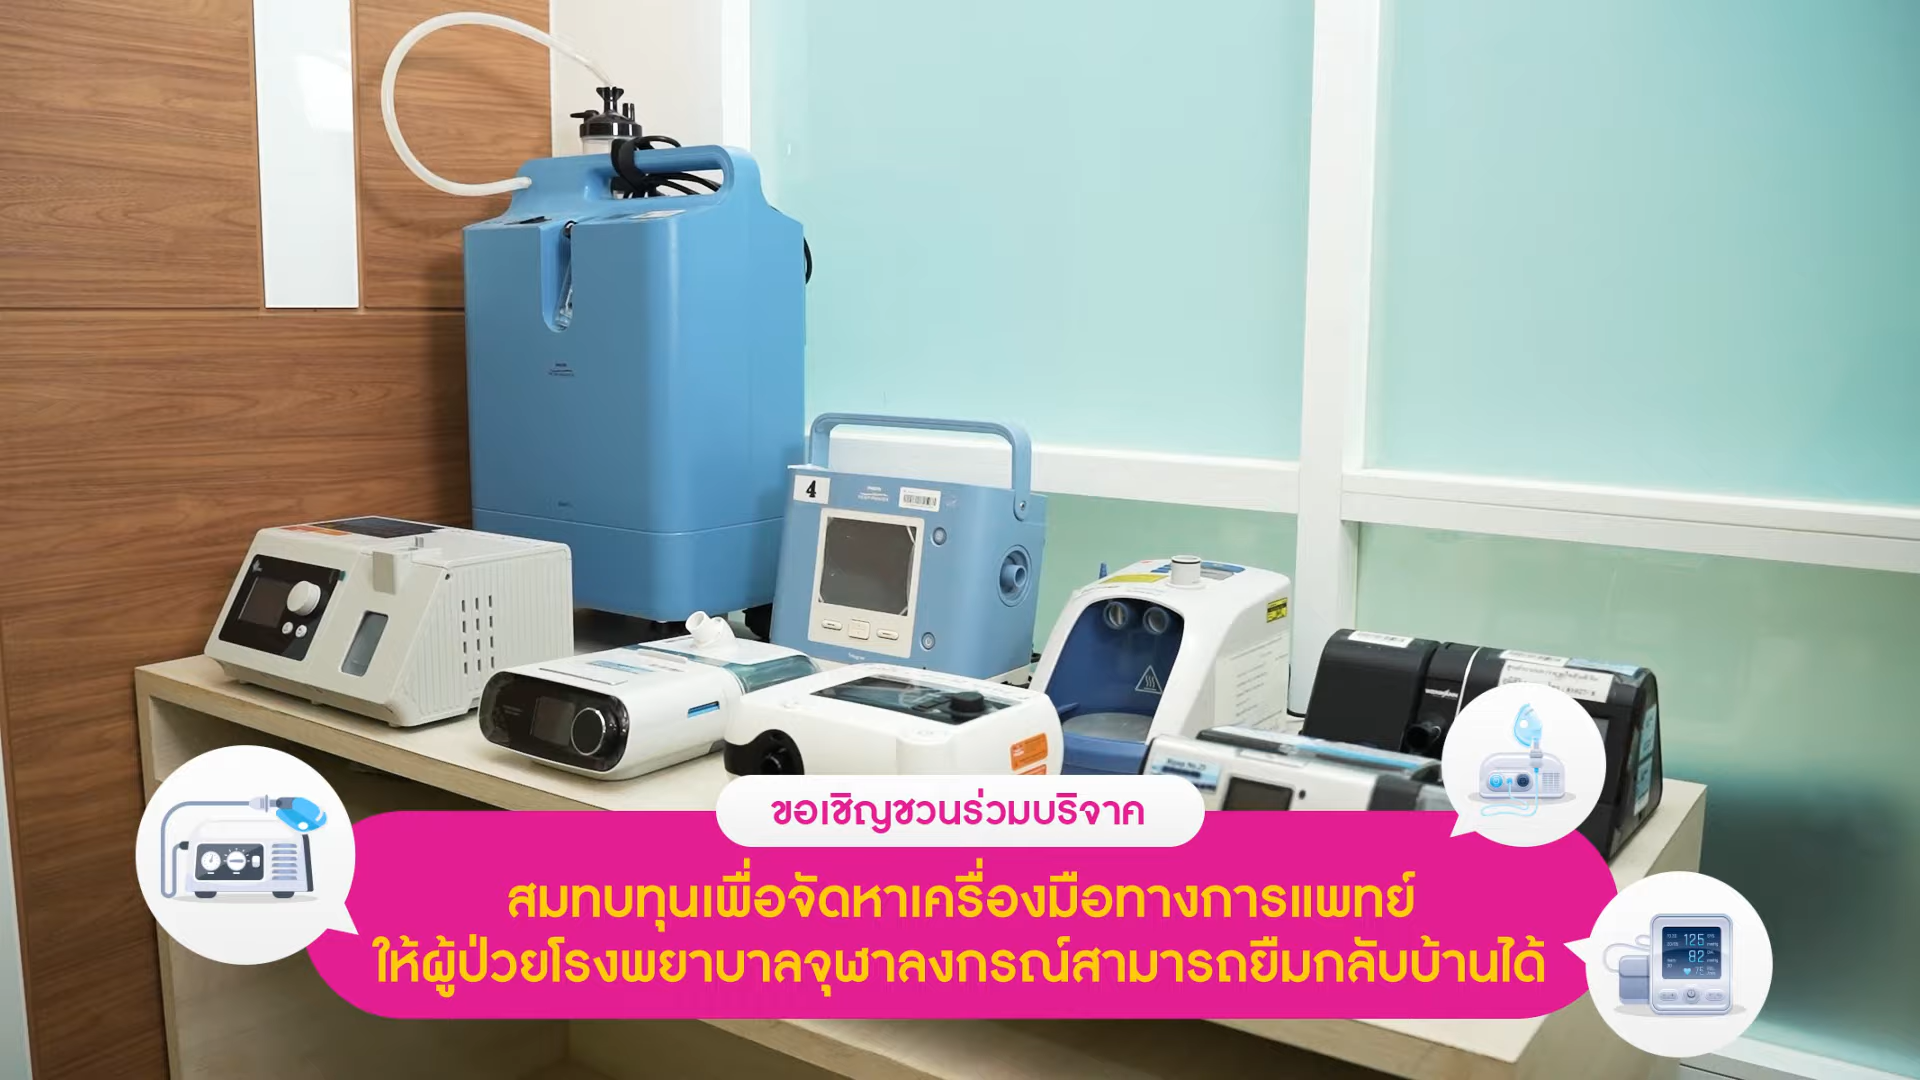 4
ขอเชิญชวนร่วมบริจาค
สมทบทุนเพื่อจัดหาเครื่องมือทางการแพทย์
ให้ผู้ป่วยโรงพยาบาลจุฬาลงกรณ์สามารถยืมกลับบ้านได้
125
82
75